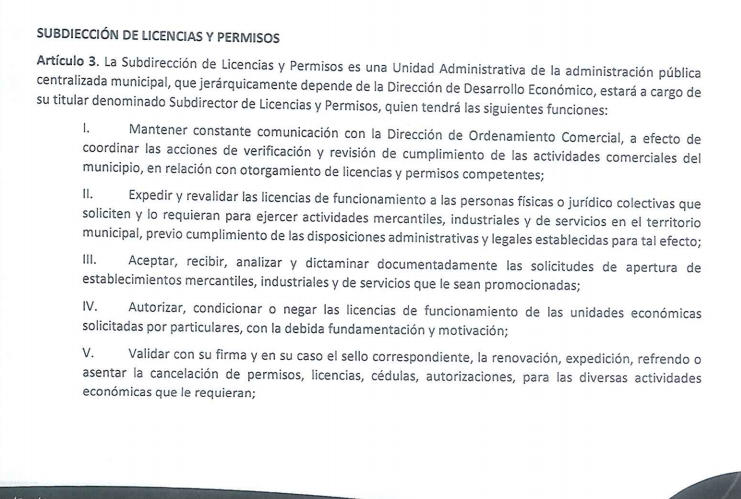 SUBDIECCIÓN DE LICENCIAS Y PERMISOS
Artículo 3. La Subdirección de Licencias y Permisos es una Unidad Administrativa de la administración pública
centralizada municipal, que jerárquicamente depende de la Dirección de Desarrollo Económico, estará a cargo de
su titular denominado Subdirector de Licencias y Permisos, quien tendrá las siguientes funciones:
I. Mantener constante comunicación con la Dirección de Ordenamiento Comercial, a efecto de
coordinar las acciones de verificación y revisión de cumplimiento de las actividades comerciales del
municipio, en relación con otorgamiento de licencias y permisos competentes;
II. Expedir y revalidar las licencias de funcionamiento a las personas físicas o jurídico colectivas que
soliciten y lo requieran para ejercer actividades mercantiles, industriales y de servicios en el territorio
municipal, previo cumplimiento de las disposiciones administrativas y legales establecidas para tal efecto;
III. Aceptar, recibir, analizar y dictaminar documentadamente las solicitudes de apertura de
establecimientos mercantiles, industriales y de servicios que le sean promocionadas;
IV. Autorizar, condicionar o negar las licencias de funcionamiento de las unidades económicas
solicitadas por particulares, con la debida fundamentación y motivación;
V. Validar con su firma y en su caso el sello correspondiente, la renovación, expedición, refrendo o
asentar la cancelación de permisos, licencias, cédulas, autorizaciones, para las diversas actividades
económicas que le requieran;